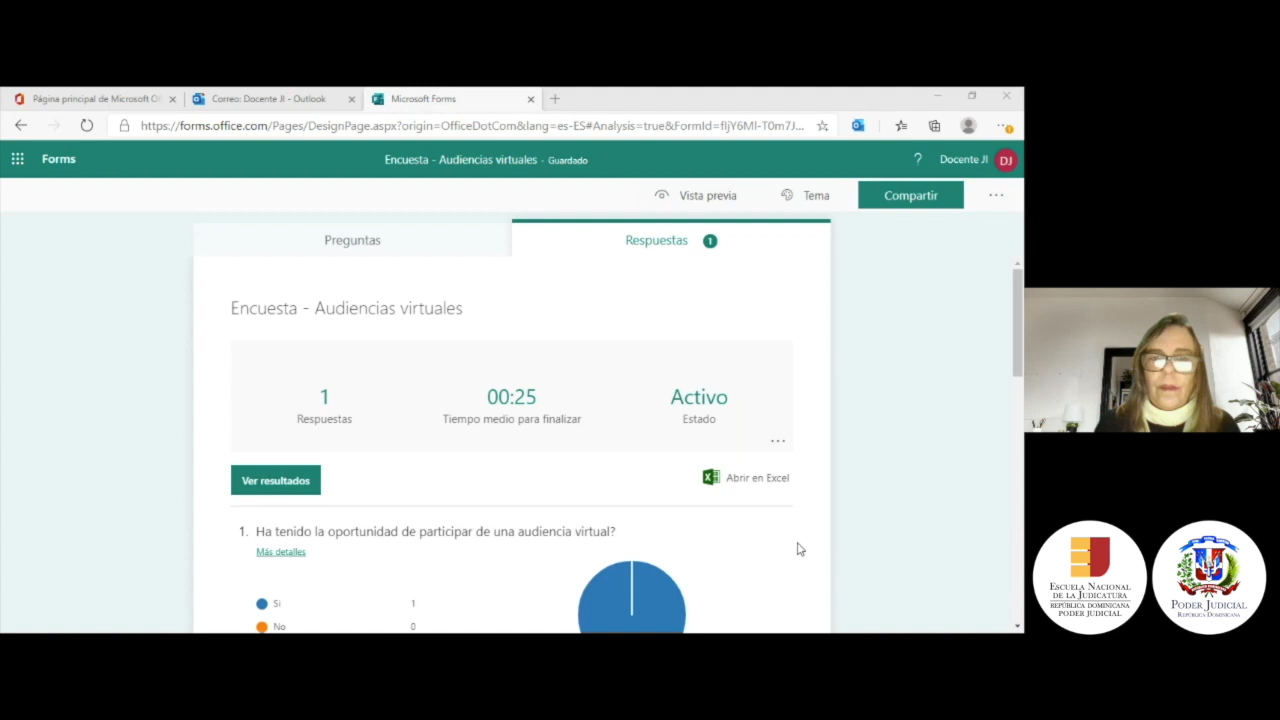 Página principal de Microsoft Of
Correo: Docente JI - Outlook
Microsoft Forms
https://forms.office.com/Pages/DesignPage.aspx?origin=OfficeDotCom&lang=es-ES#Analysis=true&FormId=fIjY6MI-T0m7J...
Forms
Encuesta - Audiencias virtuales - Guardado
?
Docente JI
DJ
Vista previa
Tema
Compartir
Preguntas
Respuestas 1
Encuesta - Audiencias virtuales
1
Respuestas
00:25
Tiempo medio para finalizar
Activo
Estado
Ver resultados
Abrir en Excel
1. Ha tenido la oportunidad de participar de una audiencia virtual?
Más detalles
Si 1
No 0
ESCUELA NACIONAL
DE LA JUDICATURA
REPÚBLICA DOMINICANA
PODER JUDICIAL
PODER JUDICIAL
REPÚBLICA DOMINICANA